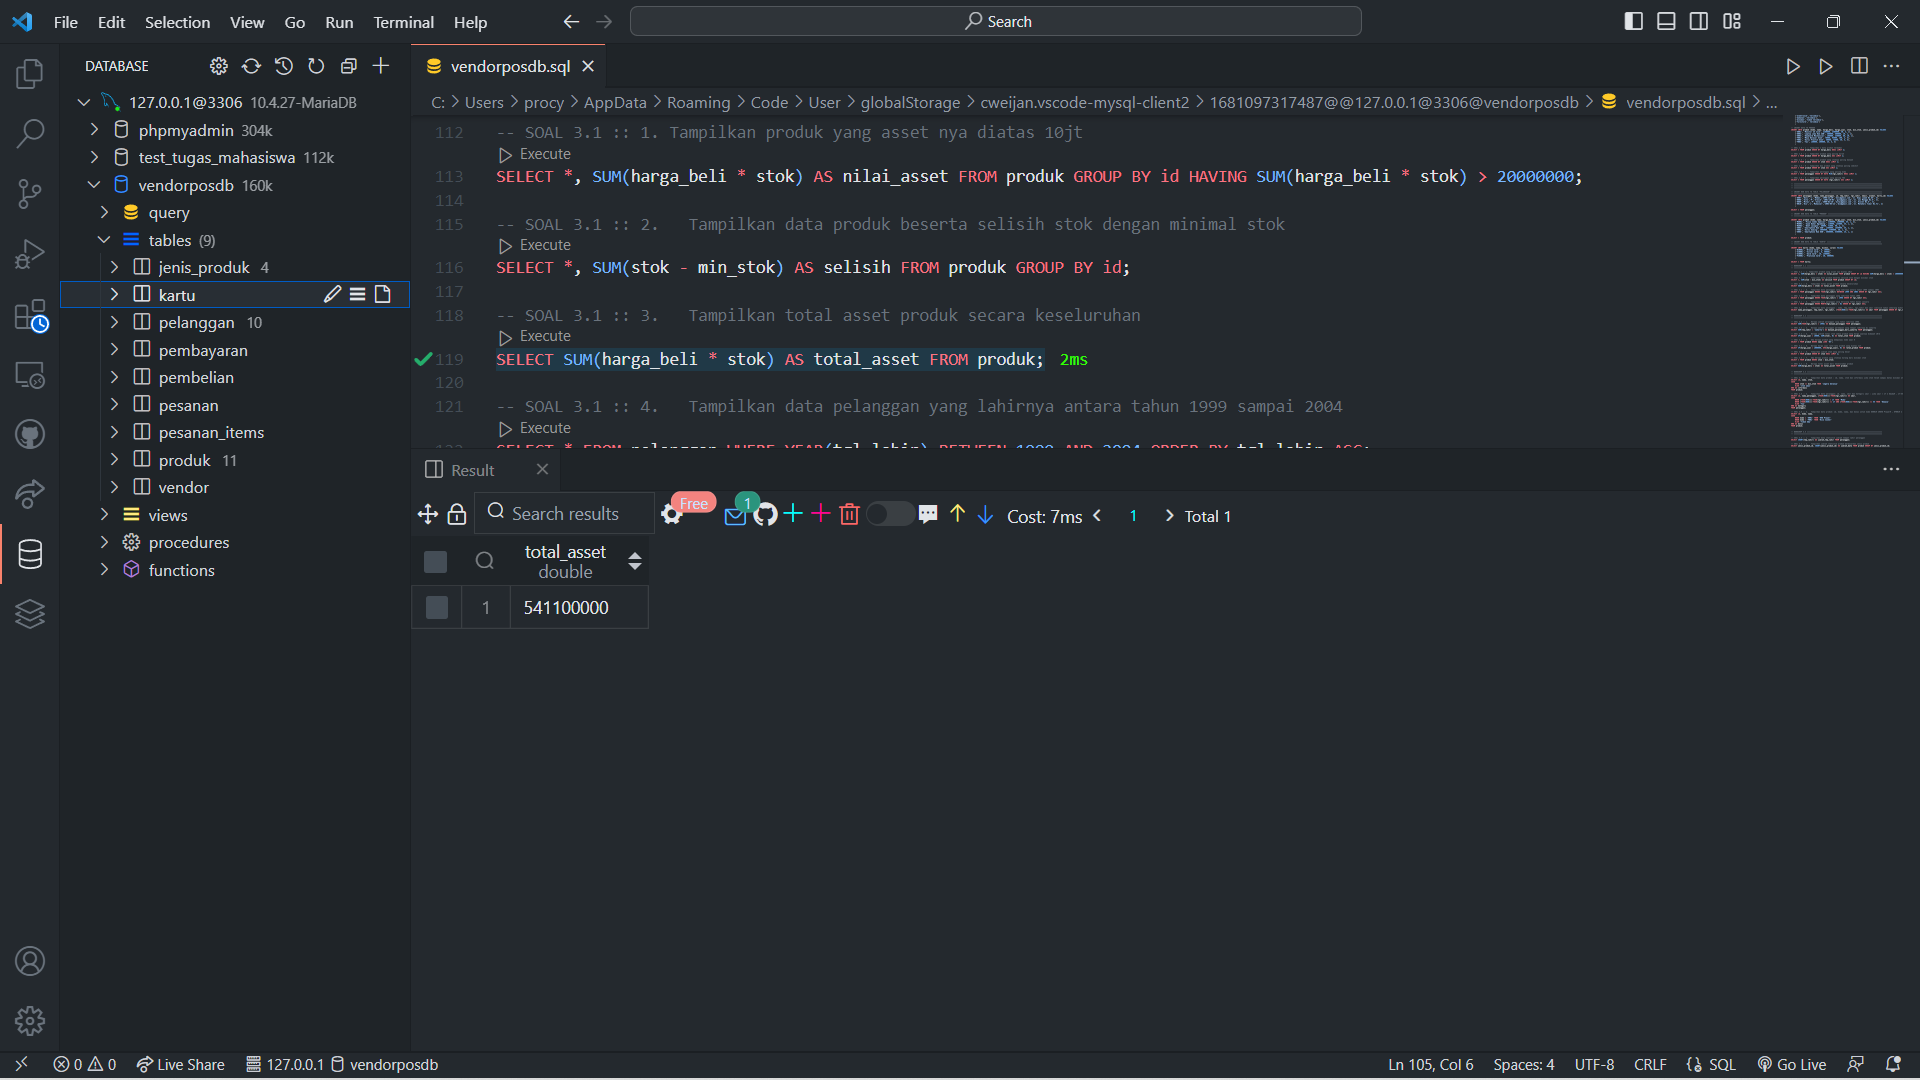 File Edit Selection View Go Run Terminal Help
Search
DATABASE
vendorposdb.sql
127.0.0.1@3306 10.4.27-MariaDB
phpmyadmin 304k
test_tugas_mahasiswa 112k
vendorposdb 160k
query
tables (9)
jenis_produk 4
kartu
pelanggan 10
pembayaran
pembelian
pesanan
pesanan_items
produk 11
vendor
views
procedures
functions
C: > Users > procy > AppData > Roaming > Code > User > globalStorage > cweijan.vscode-mysql-client2 > 1681097317487@@127.0.0.1@3306@vendorposdb > vendorposdb.sql > ...
112 -- SOAL 3.1 :: 1. Tampilkan produk yang asset nya diatas 10jt
Execute
113 SELECT *, SUM(harga_beli * stok) AS nilai_asset FROM produk GROUP BY id HAVING SUM(harga_beli * stok) > 20000000;
114
115 -- SOAL 3.1 :: 2. Tampilkan data produk beserta selisih stok dengan minimal stok
Execute
116 SELECT *, SUM(stok - min_stok) AS selisih FROM produk GROUP BY id;
117
118 -- SOAL 3.1 :: 3. Tampilkan total asset produk secara keseluruhan
Execute
119 SELECT SUM(harga_beli * stok) AS total_asset FROM produk; 2ms
120
121 -- SOAL 3.1 :: 4. Tampilkan data pelanggan yang lahirnya antara tahun 1999 sampai 2004
Execute
Result
Search results
Free
1
Cost: 7ms
1
Total 1
total_asset
double
1 541100000
0 0 Live Share 127.0.0.1 vendorposdb
Ln 105, Col 6 Spaces: 4 UTF-8 CRLF SQL Go Live